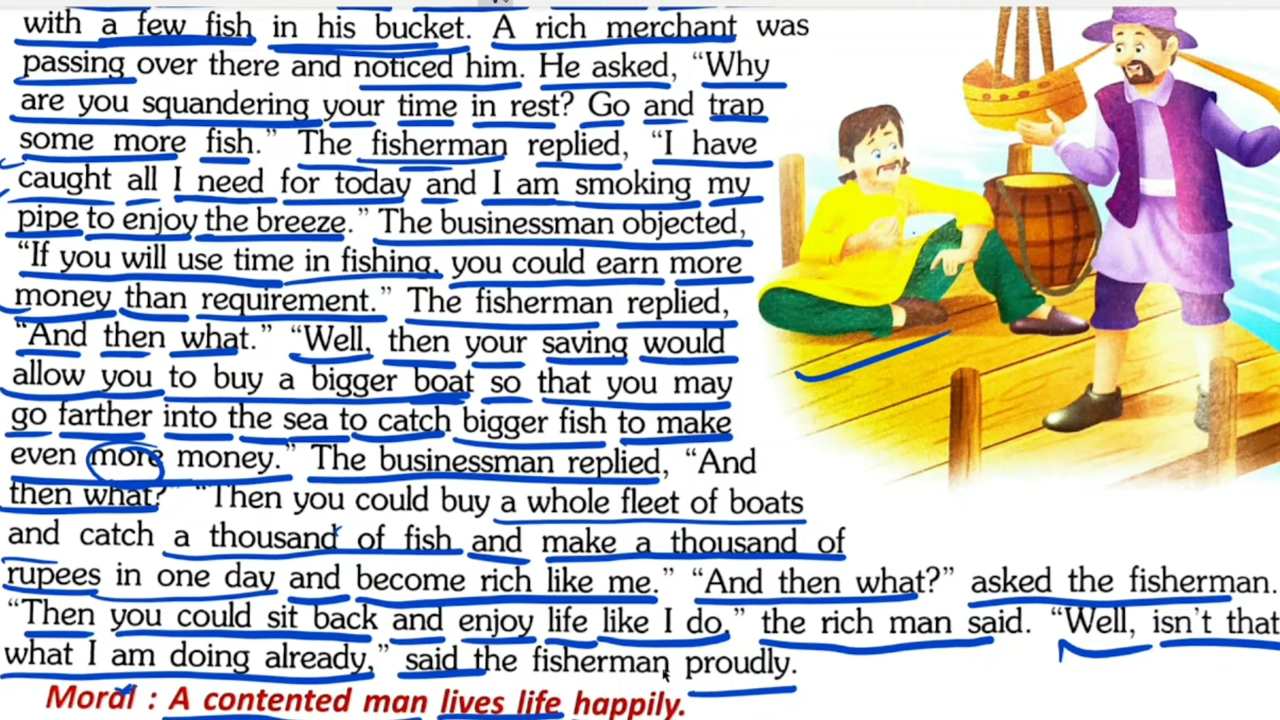 with a few fish in his bucket. A rich merchant was
passing over there and noticed him. He asked, “Why
are you squandering your time in rest? Go and trap
some more fish.” The fisherman replied, “I have
caught all I need for today and I am smoking my
pipe to enjoy the breeze.” The businessman objected,
“If you will use time in fishing, you could earn more
money than requirement.” The fisherman replied,
“And then what.” “Well, then your saving would
allow you to buy a bigger boat so that you may
go farther into the sea to catch bigger fish to make
even more money.” The businessman replied, “And
then what?” “Then you could buy a whole fleet of boats
and catch a thousand of fish and make a thousand of
rupees in one day and become rich like me.” “And then what?” asked the fisherman.
“Then you could sit back and enjoy life like I do.” the rich man said. “Well, isn't that
what I am doing already,” said the fisherman proudly.
Moral : A contented man lives life happily.